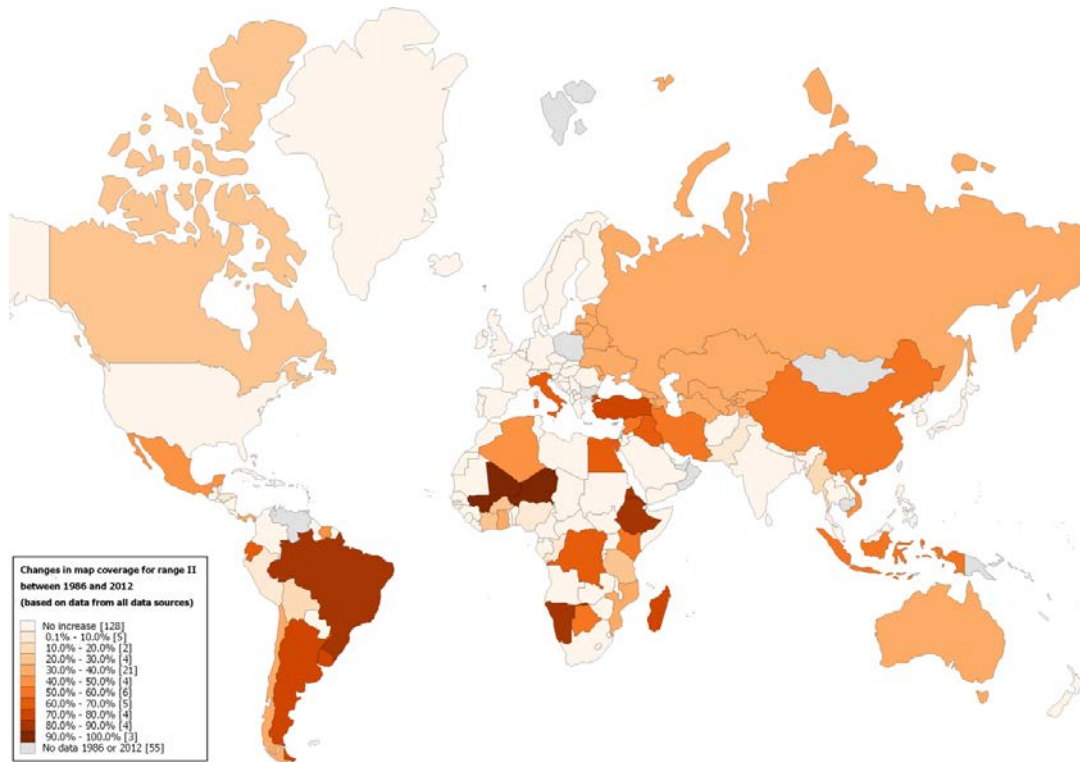 Changes in map coverage for range II
between 1986 and 2012
(based on data from all data sources)
No increase [128]
0.1% - 10.0% [5]
10.0% - 20.0% [2]
20.0% - 30.0% [4]
30.0% - 40.0% [21]
40.0% - 50.0% [4]
50.0% - 60.0% [6]
60.0% - 70.0% [5]
70.0% - 80.0% [4]
80.0% - 90.0% [4]
90.0% - 100.0% [3]
No data 1986 or 2012 [55]